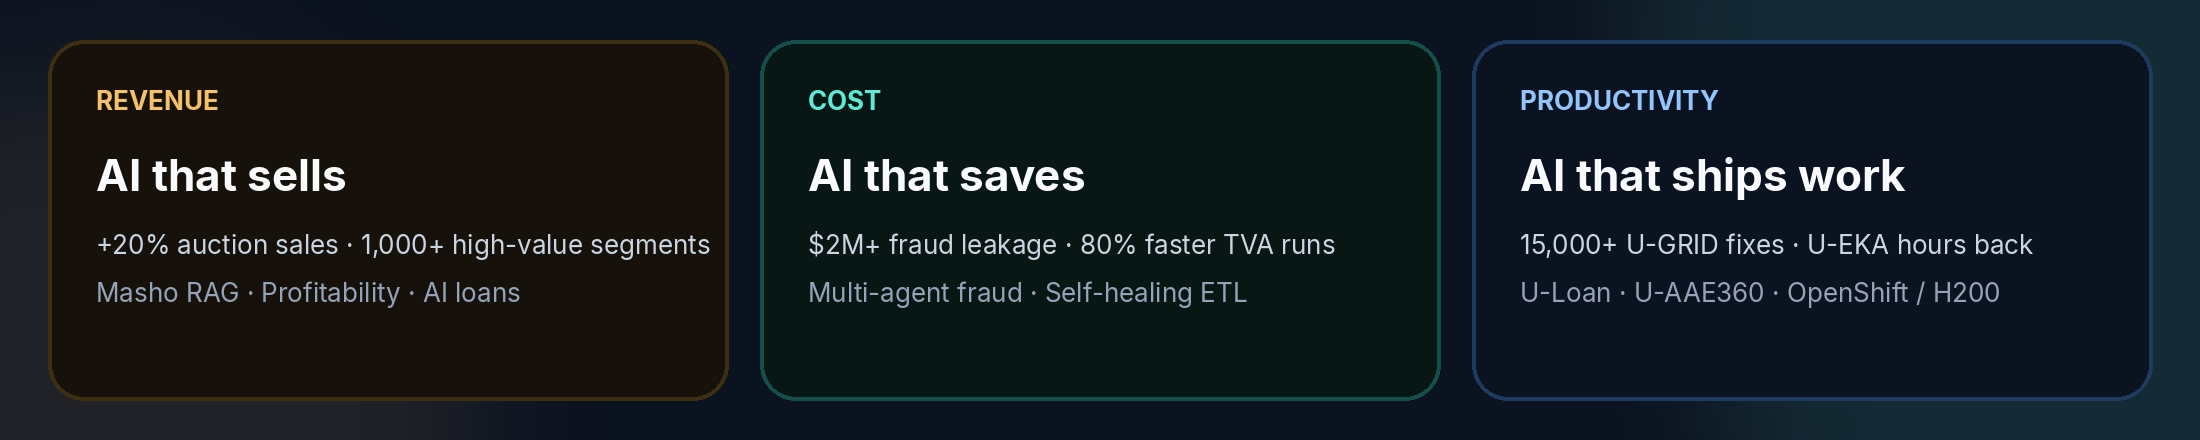 REVENUE
AI that sells
+20% auction sales · 1,000+ high-value segments
Masho RAG · Profitability · AI loans
COST
AI that saves
$2M+ fraud leakage · 80% faster TVA runs
Multi-agent fraud · Self-healing ETL
PRODUCTIVITY
AI that ships work
15,000+ U-GRID fixes · U-EKA hours back
U-Loan · U-AAE360 · OpenShift / H200